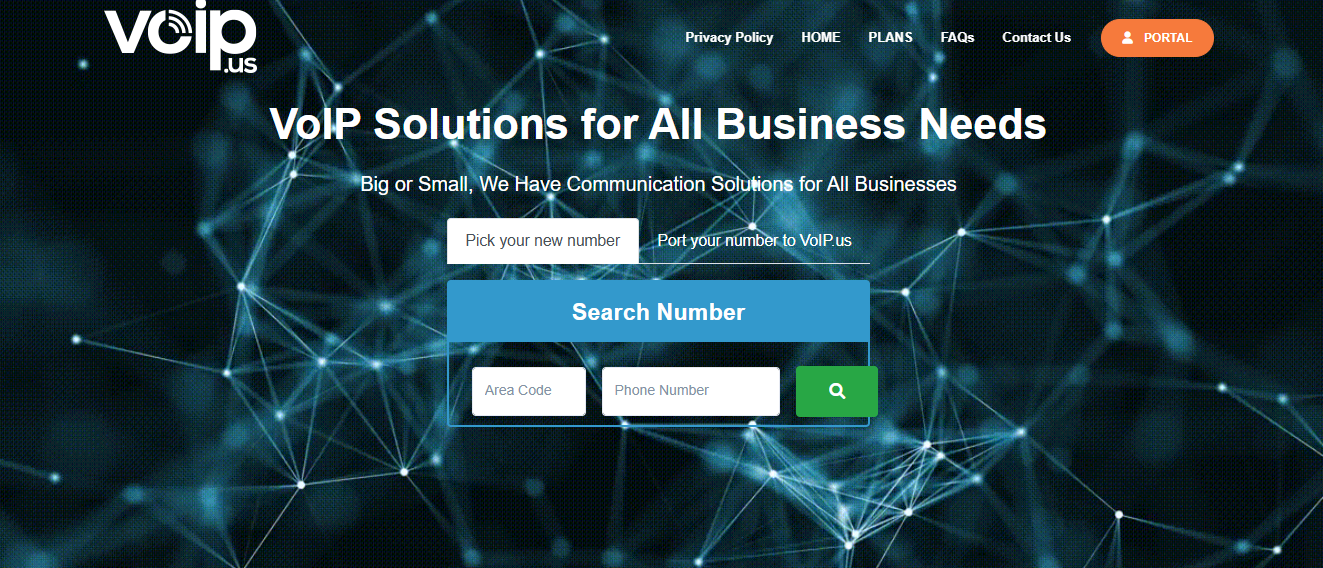 voip
.us
Privacy Policy HOME PLANS FAQs Contact Us PORTAL
VoIP Solutions for All Business Needs
Big or Small, We Have Communication Solutions for All Businesses
Pick your new number Port your number to VoIP.us
Search Number
Area Code Phone Number